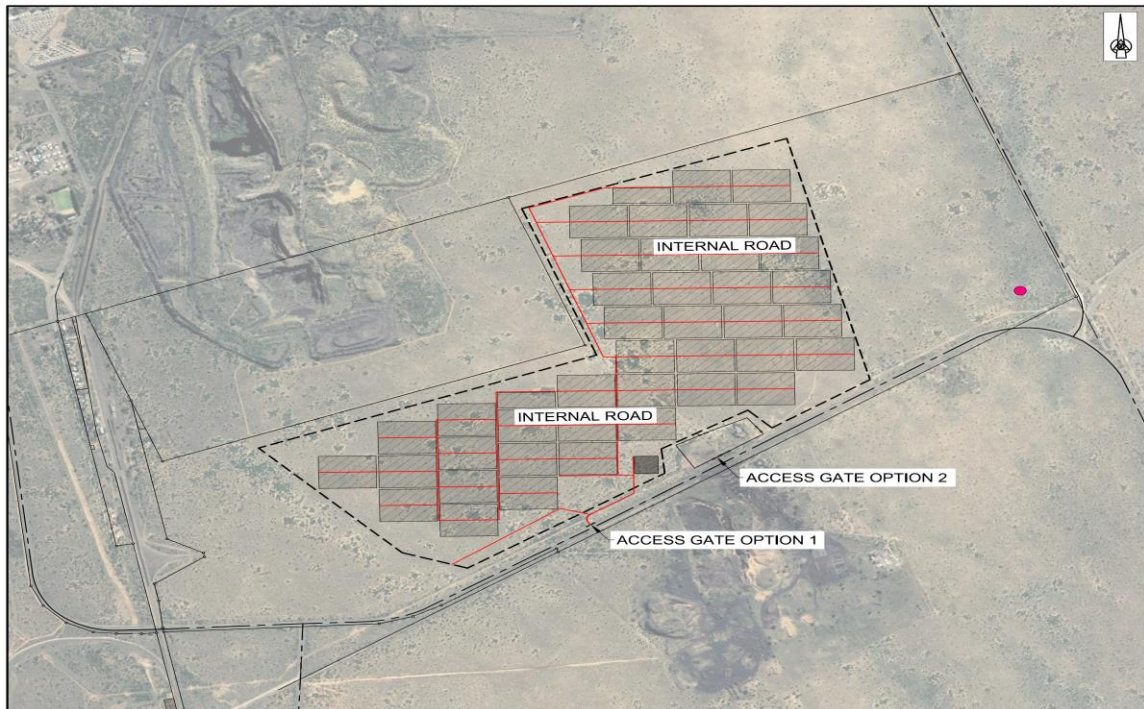 INTERNAL ROAD
INTERNAL ROAD
ACCESS GATE OPTION 2
ACCESS GATE OPTION 1